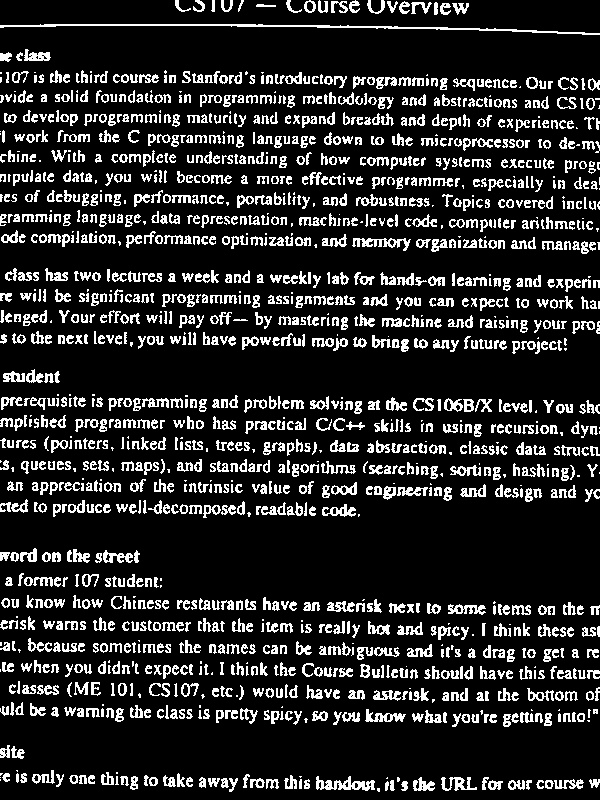 CS107 — Course Overview
he class
S107 is the third course in Stanford's introductory programming sequence. Our CS106
ovide a solid foundation in programming methodology and abstractions and CS107
to develop programming maturity and expand breadth and depth of experience. Th
'l work from the C programming language down to the microprocessor to de-my
chine. With a complete understanding of how computer systems execute prog
nipulate data, you will become a more effective programmer, especially in deal
es of debugging, performance, portability, and robustness. Topics covered includ
gramming language, data representation, machine-level code, computer arithmetic,
ode compilation, performance optimization, and memory organization and manage
class has two lectures a week and a weekly lab for hands-on learning and experim
re will be significant programming assignments and you can expect to work har
lenged. Your effort will pay off— by mastering the machine and raising your prog
s to the next level, you will have powerful mojo to bring to any future project!
student
prerequisite is programming and problem solving at the CS106B/X level. You sho
mplished programmer who has practical C/C++ skills in using recursion, dyna
tures (pointers, linked lists, trees, graphs), data abstraction, classic data structu
s, queues, sets, maps), and standard algorithms (searching, sorting, hashing). Y
an appreciation of the intrinsic value of good engineering and design and yo
cted to produce well-decomposed, readable code.
word on the street
a former 107 student:
ou know how Chinese restaurants have an asterisk next to some items on the m
erisk warns the customer that the item is really hot and spicy. I think these ast
eat, because sometimes the names can be ambiguous and it's a drag to get a re
te when you didn't expect it. I think the Course Bulletin should have this feature
classes (ME 101, CS107, etc.) would have an asterisk, and at the bottom of
uld be a warning the class is pretty spicy, so you know what you're getting into!"
site
re is only one thing to take away from this handout, it's the URL for our course w